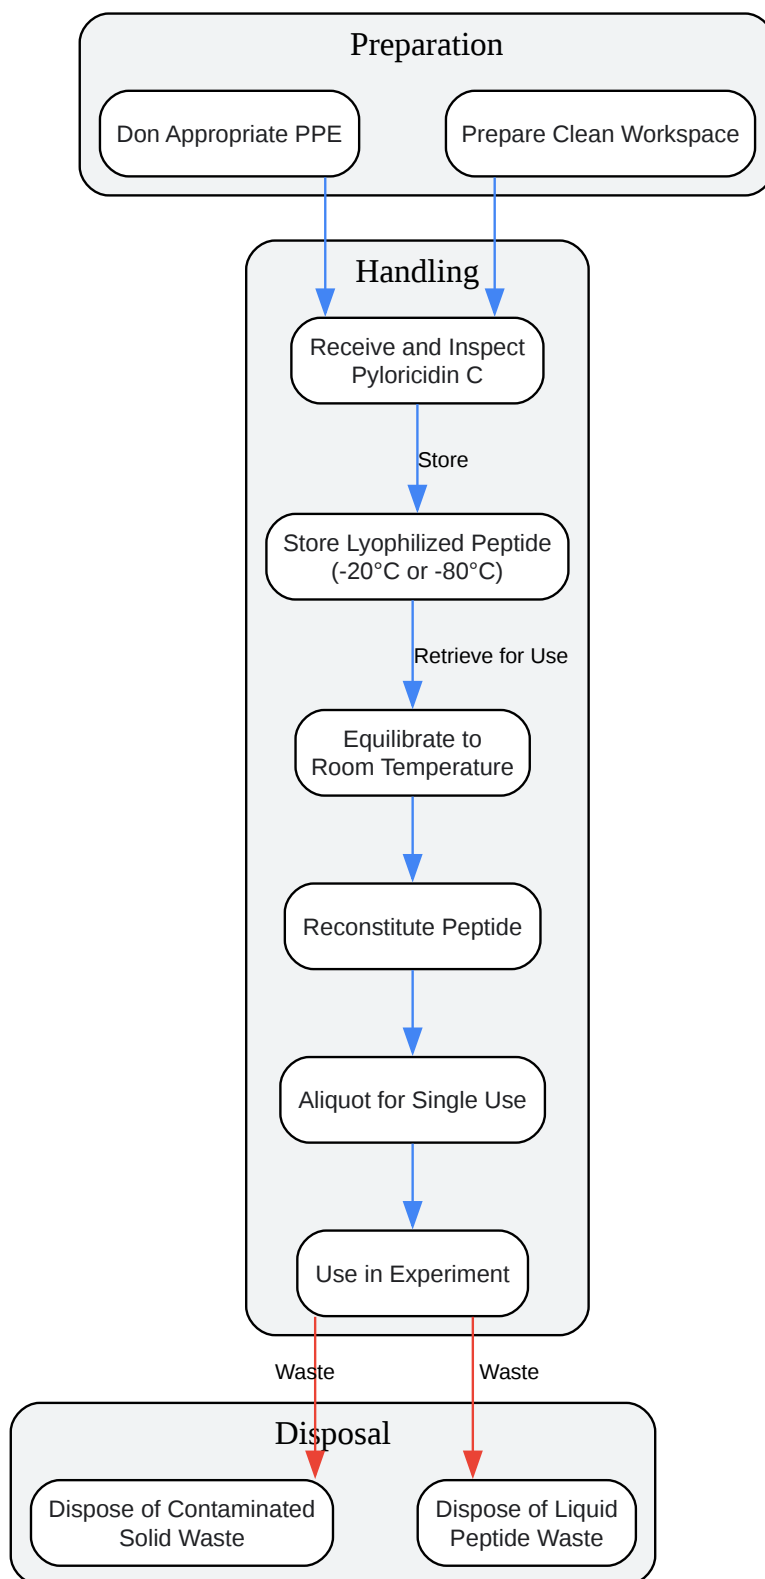 Preparation
Don Appropriate PPE
Prepare Clean Workspace
Handling
Receive and Inspect
Pyloricidin C
Store
Store Lyophilized Peptide
(-20°C or -80°C)
Retrieve for Use
Equilibrate to
Room Temperature
Reconstitute Peptide
Aliquot for Single Use
Use in Experiment
Waste
Waste
Disposal
Dispose of Contaminated
Solid Waste
Dispose of Liquid
Peptide Waste